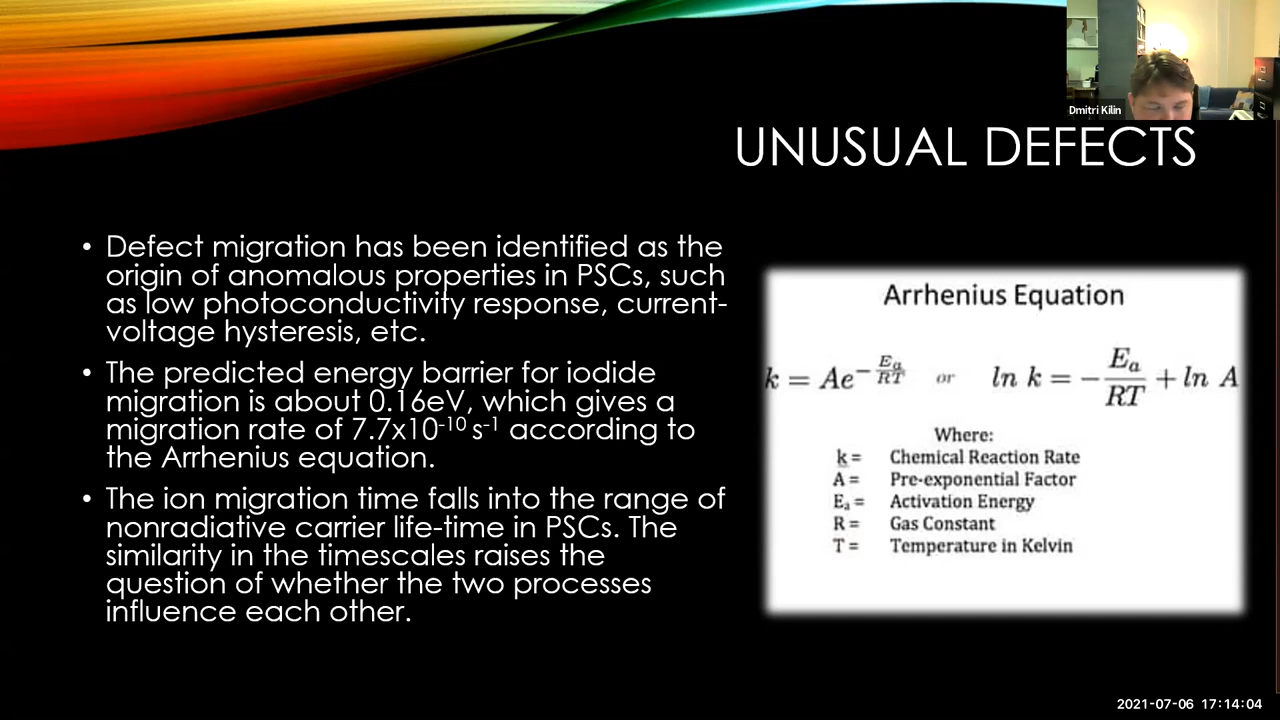 Dmitri Kilin
UNUSUAL DEFECTS
• Defect migration has been identified as the
origin of anomalous properties in PSCs, such
as low photoconductivity response, current-
voltage hysteresis, etc.
• The predicted energy barrier for iodide
migration is about 0.16eV, which gives a
migration rate of 7.7x10⁻¹⁰ s⁻¹ according to
the Arrhenius equation.
• The ion migration time falls into the range of
nonradiative carrier life-time in PSCs. The
similarity in the timescales raises the
question of whether the two processes
influence each other.
Arrhenius Equation
k = Ae^(-Ea/RT) or ln k = -Ea/RT + ln A
Where:
k = Chemical Reaction Rate
A = Pre-exponential Factor
Ea = Activation Energy
R = Gas Constant
T = Temperature in Kelvin
2021-07-06 17:14:04